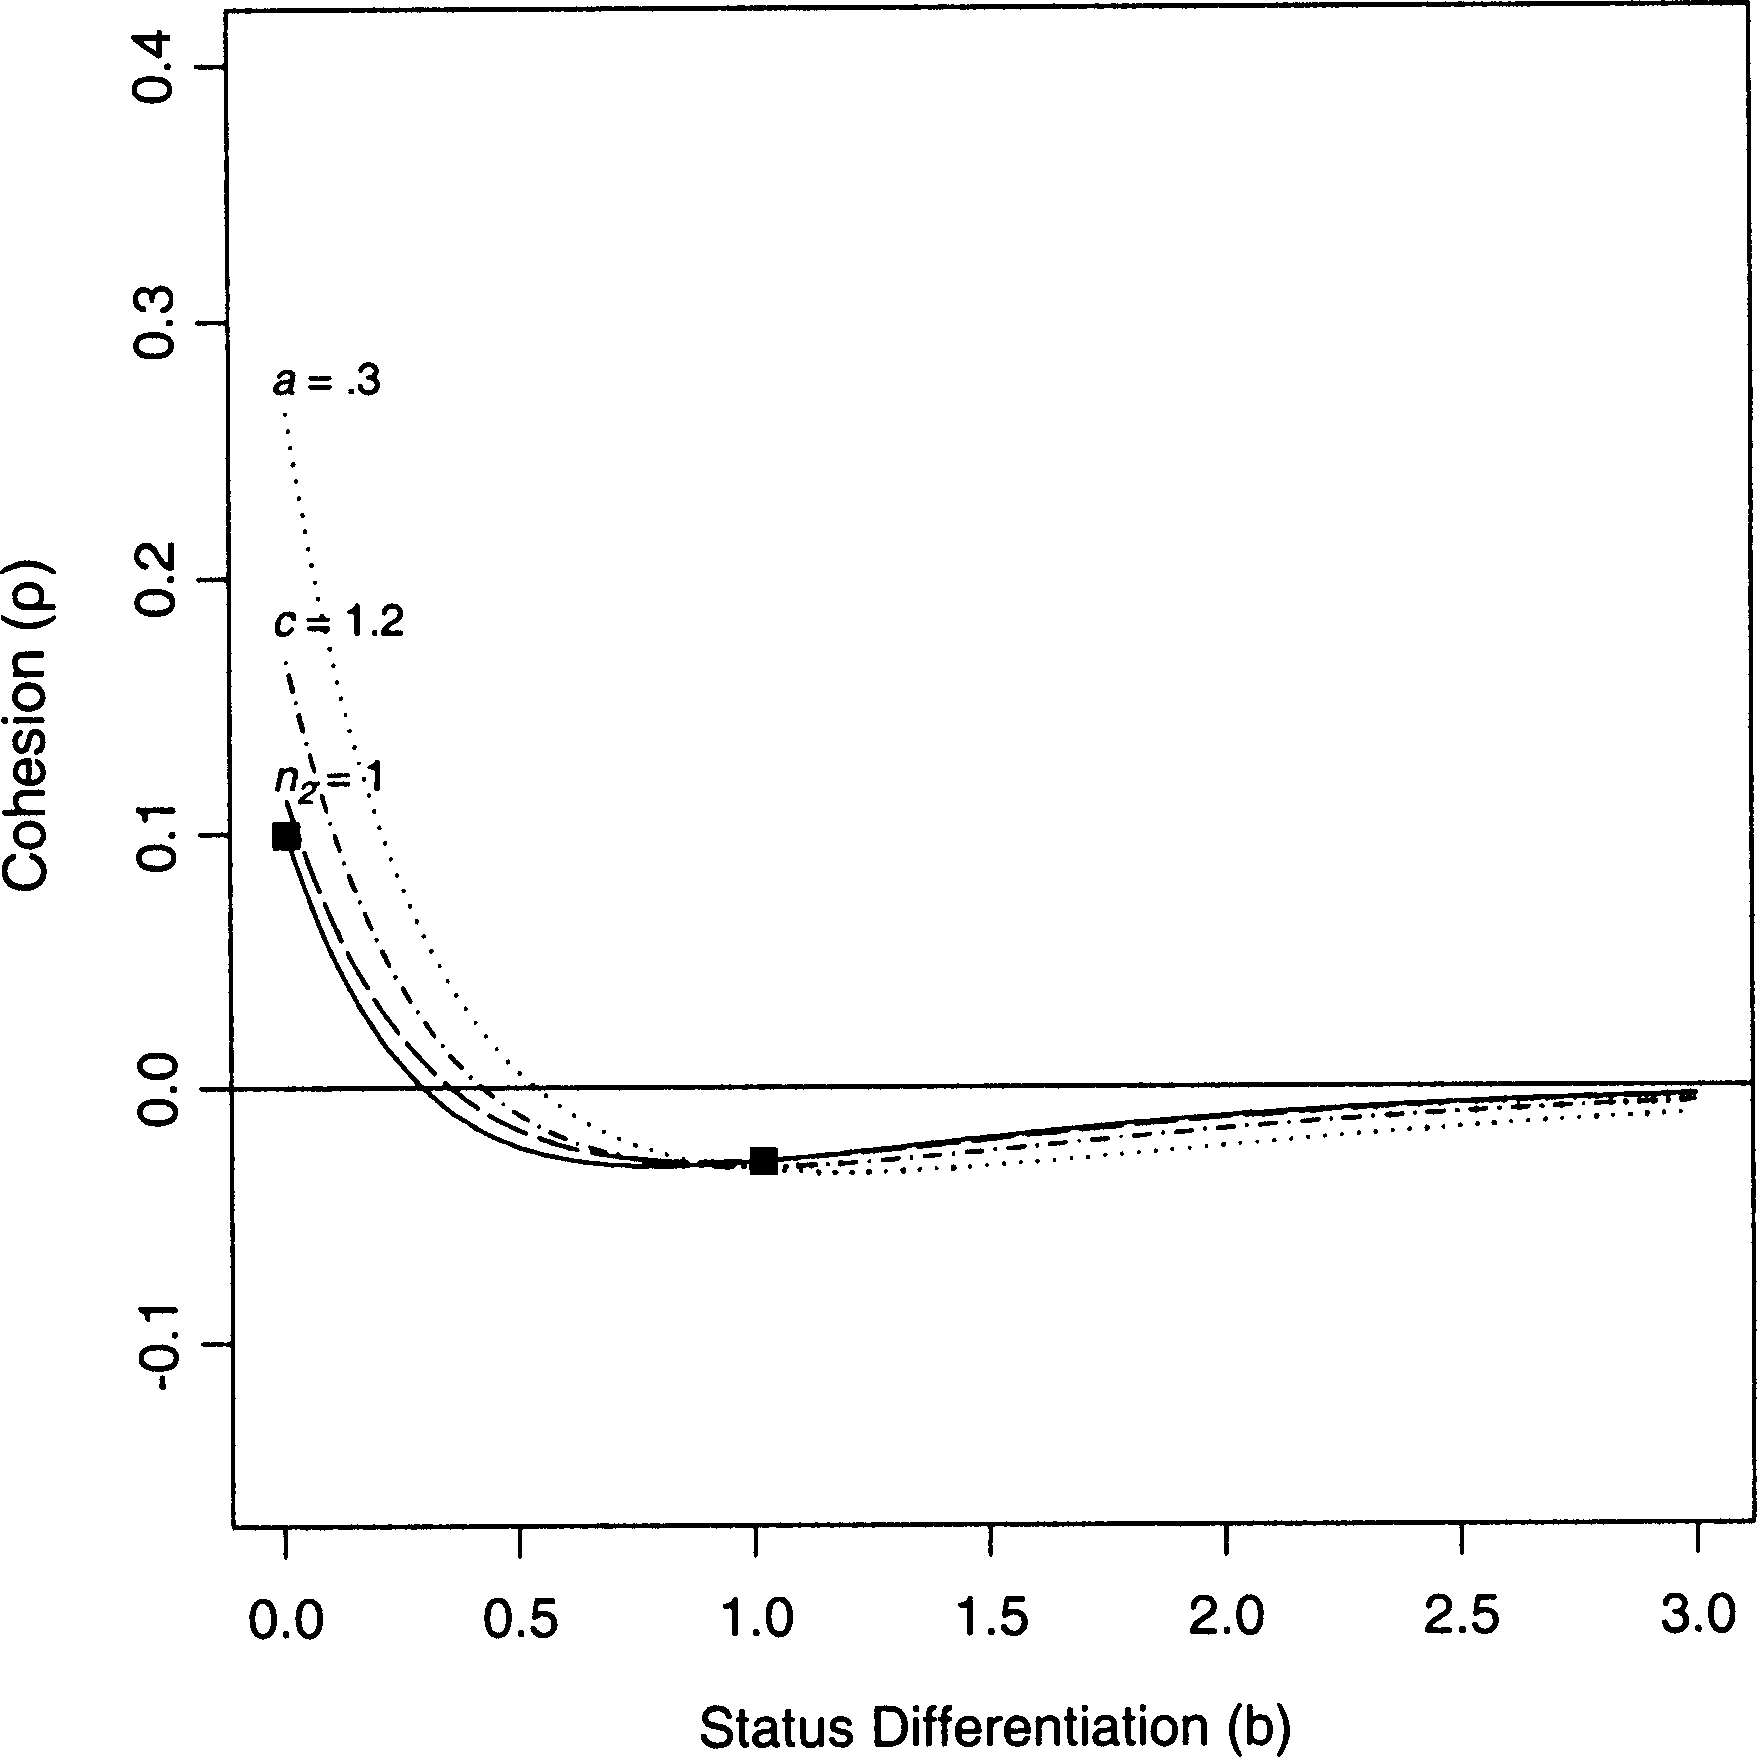 0.4
0.3
0.2
0.1
0.0
-0.1
Cohesion (ρ)
a = .3
c = 1.2
n2 = 1
0.0 0.5 1.0 1.5 2.0 2.5 3.0
Status Differentiation (b)